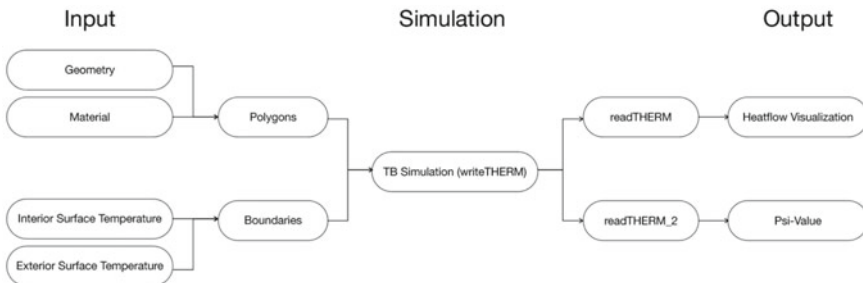 Input
Simulation
Output
Geometry
Material
Polygons
readTHERM
Heatflow Visualization
TB Simulation (writeTHERM)
Interior Surface Temperature
Boundaries
readTHERM_2
Psi-Value
Exterior Surface Temperature